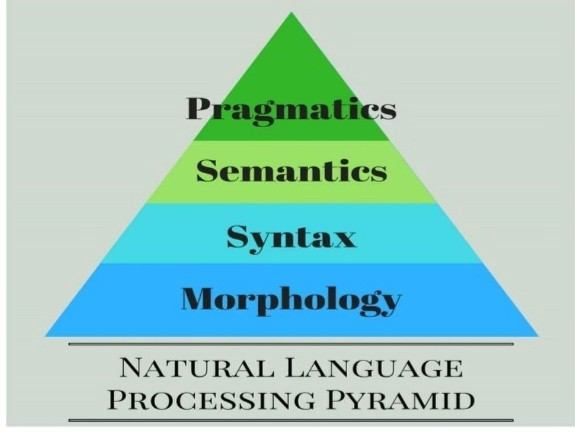 Pragmatics
Semantics
Syntax
Morphology
NATURAL LANGUAGE
PROCESSING PYRAMID